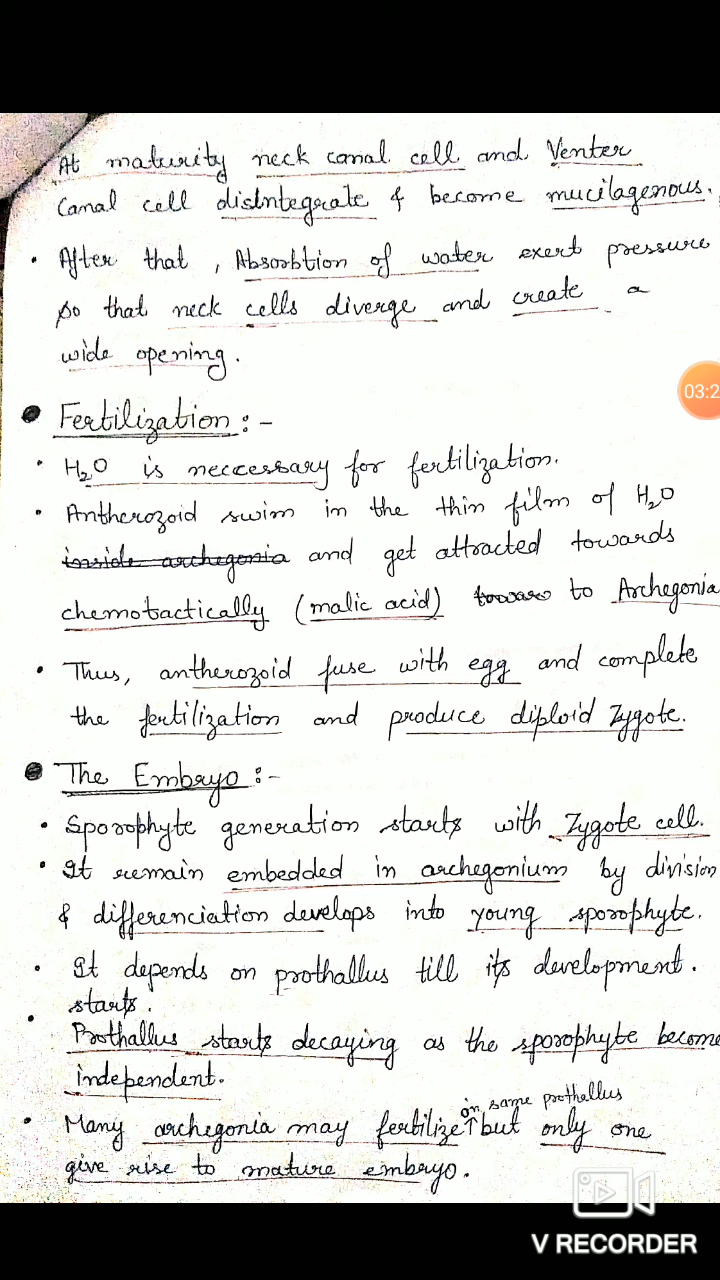 At maturity neck canal cell and Venter
Canal cell disintegrate & become mucilagenous.
• After that , Absorbtion of water exert pressure
so that neck cells diverge and create a
wide opening.
03:2
● Fertilization :-
• H₂O is neccessary for fertilization.
• Antherozoid swim in the thin film of H₂O
inside archegonia and get attracted towards
chemotactically (malic acid) towars to Archegonia
• Thus, antherozoid fuse with egg and complete
the fertilization and produce diploid Zygote.
● The Embryo :-
• Sporophyte generation starts with Zygote cell.
• It remain embedded in archegonium by division
& differenciation develops into young sporophyte.
• It depends on prothallus till its development.
starts.
• Prothallus starts decaying as the sporophyte become
independent.
on same prothallus
• Many archegonia may fertilize↑but only one
give rise to mature embryo.
V RECORDER